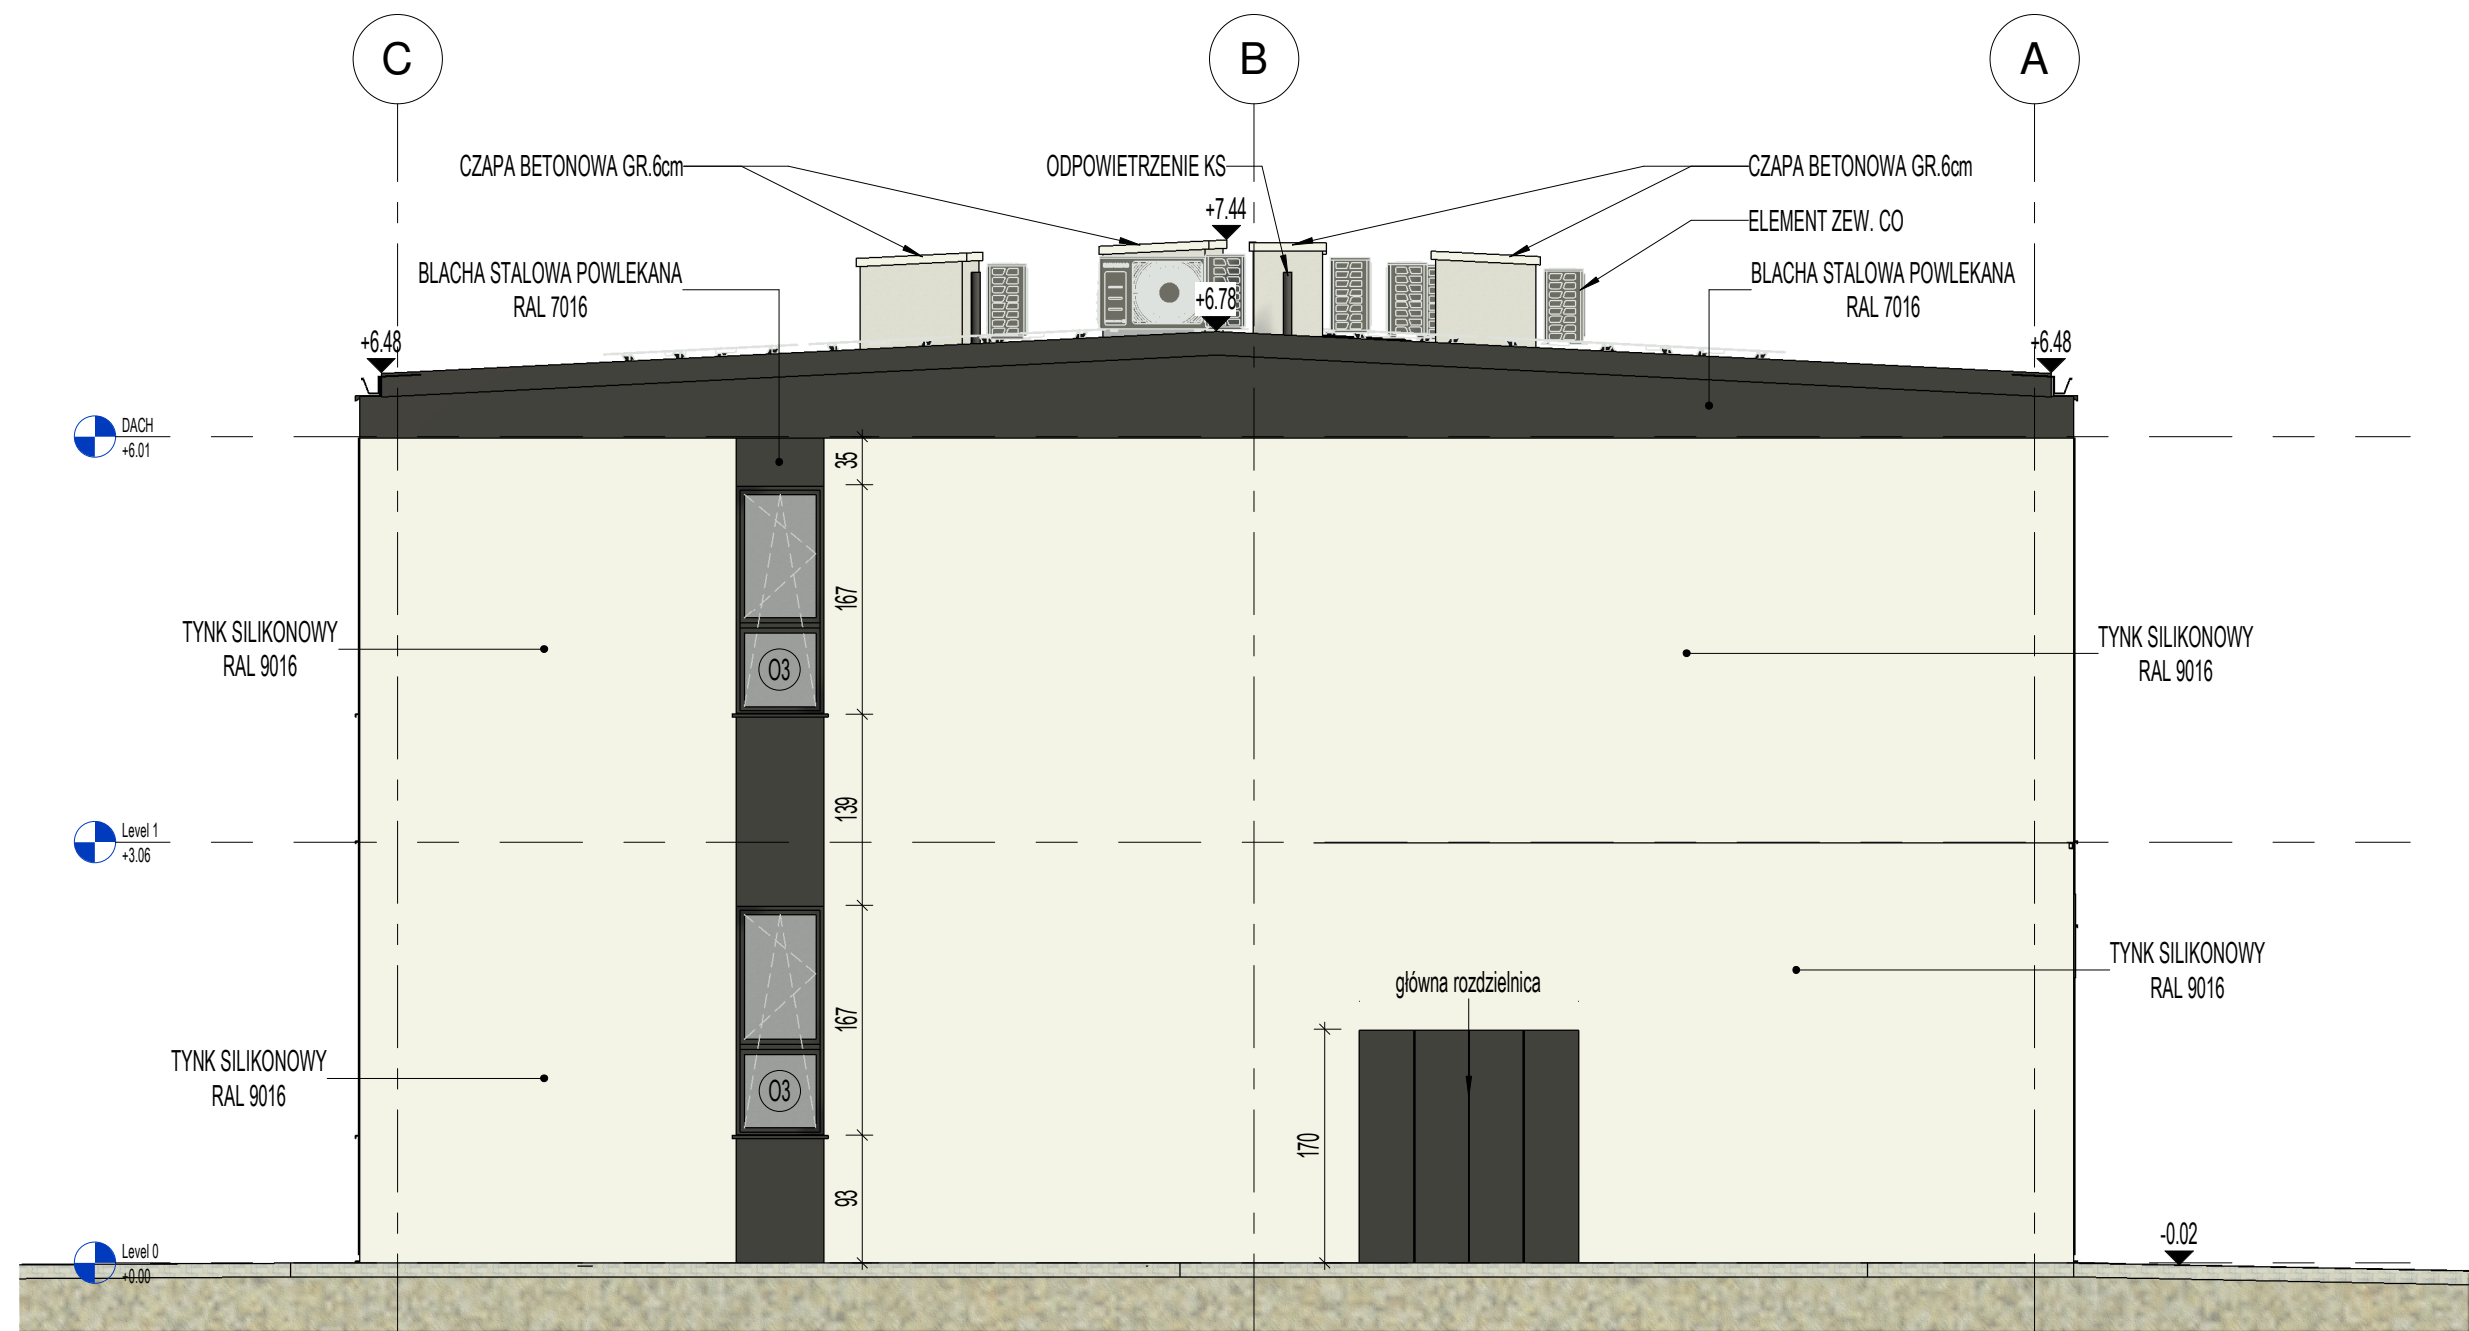 C
B
A
CZAPA BETONOWA GR.6cm
ODPOWIETRZENIE KS
CZAPA BETONOWA GR.6cm
+7.44
ELEMENT ZEW. CO
BLACHA STALOWA POWLEKANA
RAL 7016
BLACHA STALOWA POWLEKANA
RAL 7016
+6.78
+6.48
+6.48
DACH
+6.01
35
167
TYNK SILIKONOWY
RAL 9016
O3
TYNK SILIKONOWY
RAL 9016
139
Level 1
+3.06
TYNK SILIKONOWY
RAL 9016
główna rozdzielnica
167
TYNK SILIKONOWY
RAL 9016
O3
170
93
Level 0
+0.00
-0.02